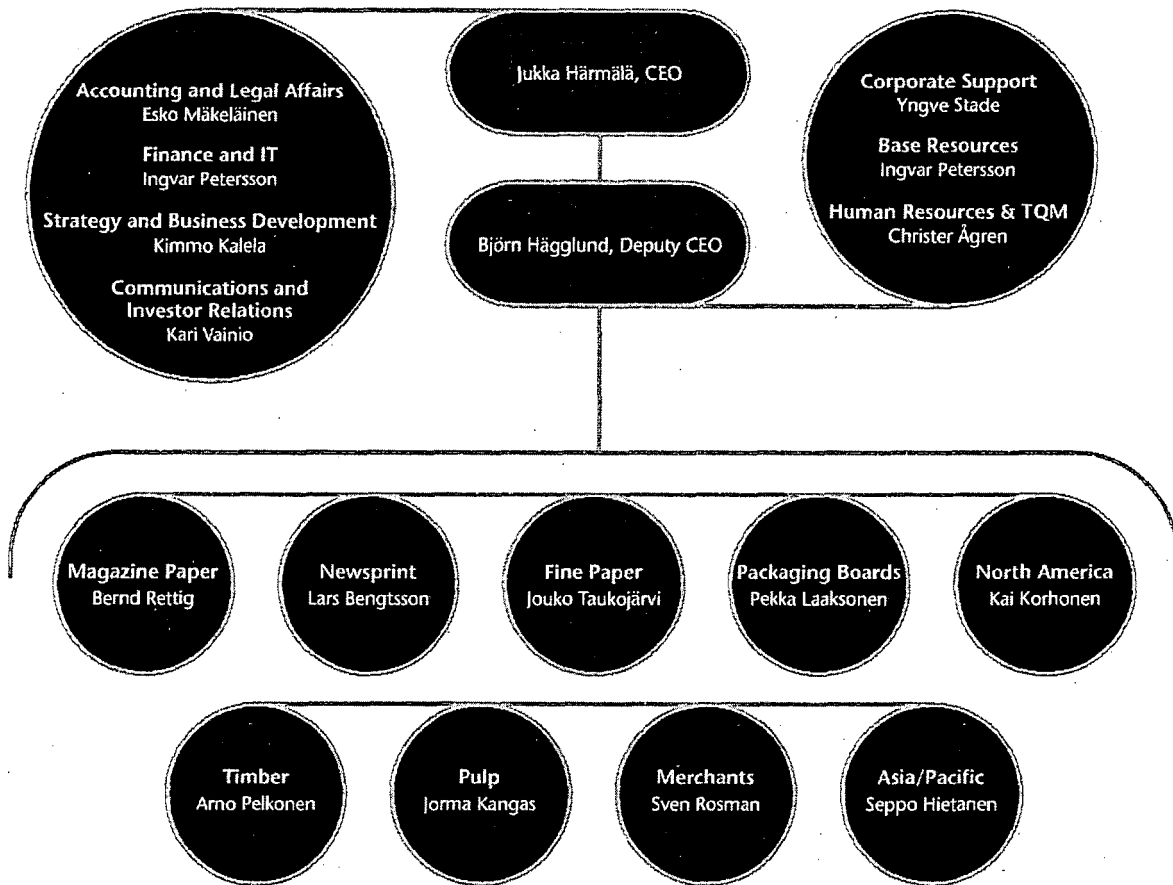 Accounting and Legal Affairs
Esko Mäkeläinen
Finance and IT
Ingvar Petersson
Strategy and Business Development
Kimmo Kalela
Communications and
Investor Relations
Kari Vainio
Jukka Härmälä, CEO
Björn Hägglund, Deputy CEO
Corporate Support
Yngve Stade
Base Resources
Ingvar Petersson
Human Resources & TQM
Christer Ågren
Magazine Paper
Bernd Rettig
Newsprint
Lars Bengtsson
Fine Paper
Jouko Taukojärvi
Packaging Boards
Pekka Laaksonen
North America
Kai Korhonen
Timber
Arno Pelkonen
Pulp
Jorma Kangas
Merchants
Sven Rosman
Asia/Pacific
Seppo Hietanen